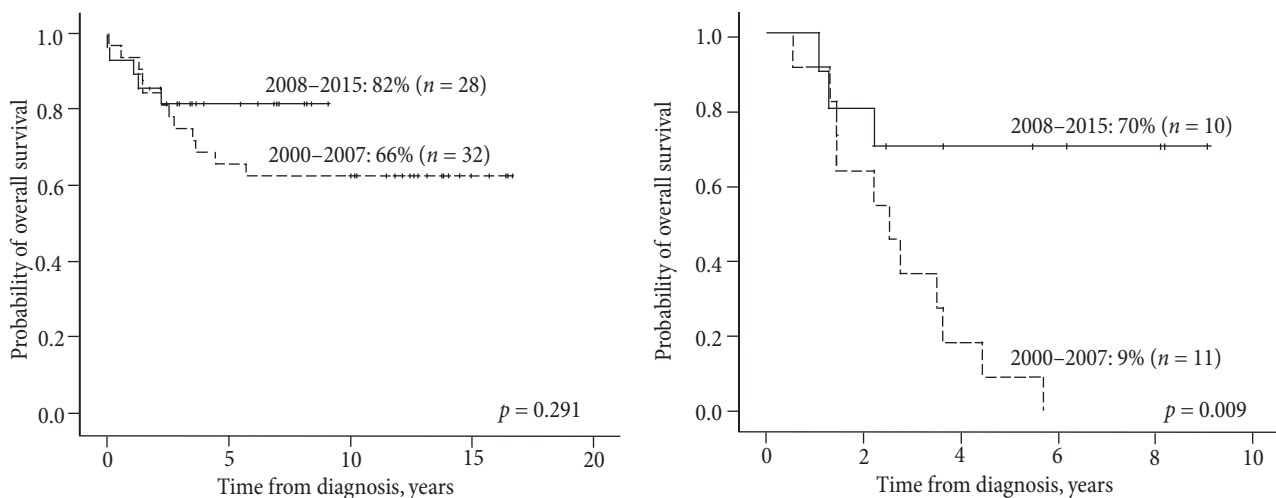 Probability of overall survival
1.0
0.8
0.6
0.4
0.2
0.0
2008–2015: 82% (n = 28)
2000–2007: 66% (n = 32)
p = 0.291
0 5 10 15 20
Time from diagnosis, years
Probability of overall survival
1.0
0.8
0.6
0.4
0.2
0.0
2008–2015: 70% (n = 10)
2000–2007: 9% (n = 11)
p = 0.009
0 2 4 6 8 10
Time from diagnosis, years